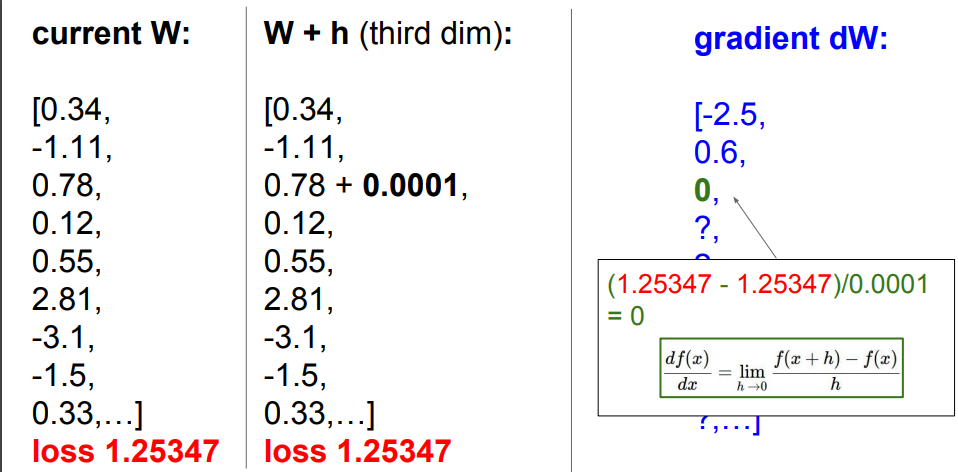 current W:
[0.34,
-1.11,
0.78,
0.12,
0.55,
2.81,
-3.1,
-1.5,
0.33,…]
loss 1.25347
W + h (third dim):
[0.34,
-1.11,
0.78 + 0.0001,
0.12,
0.55,
2.81,
-3.1,
-1.5,
0.33,…]
loss 1.25347
gradient dW:
[-2.5,
0.6,
0,
?,
(1.25347 - 1.25347)/0.0001
= 0
df(x)/dx = lim h→0 f(x + h) − f(x)/h
?,…]